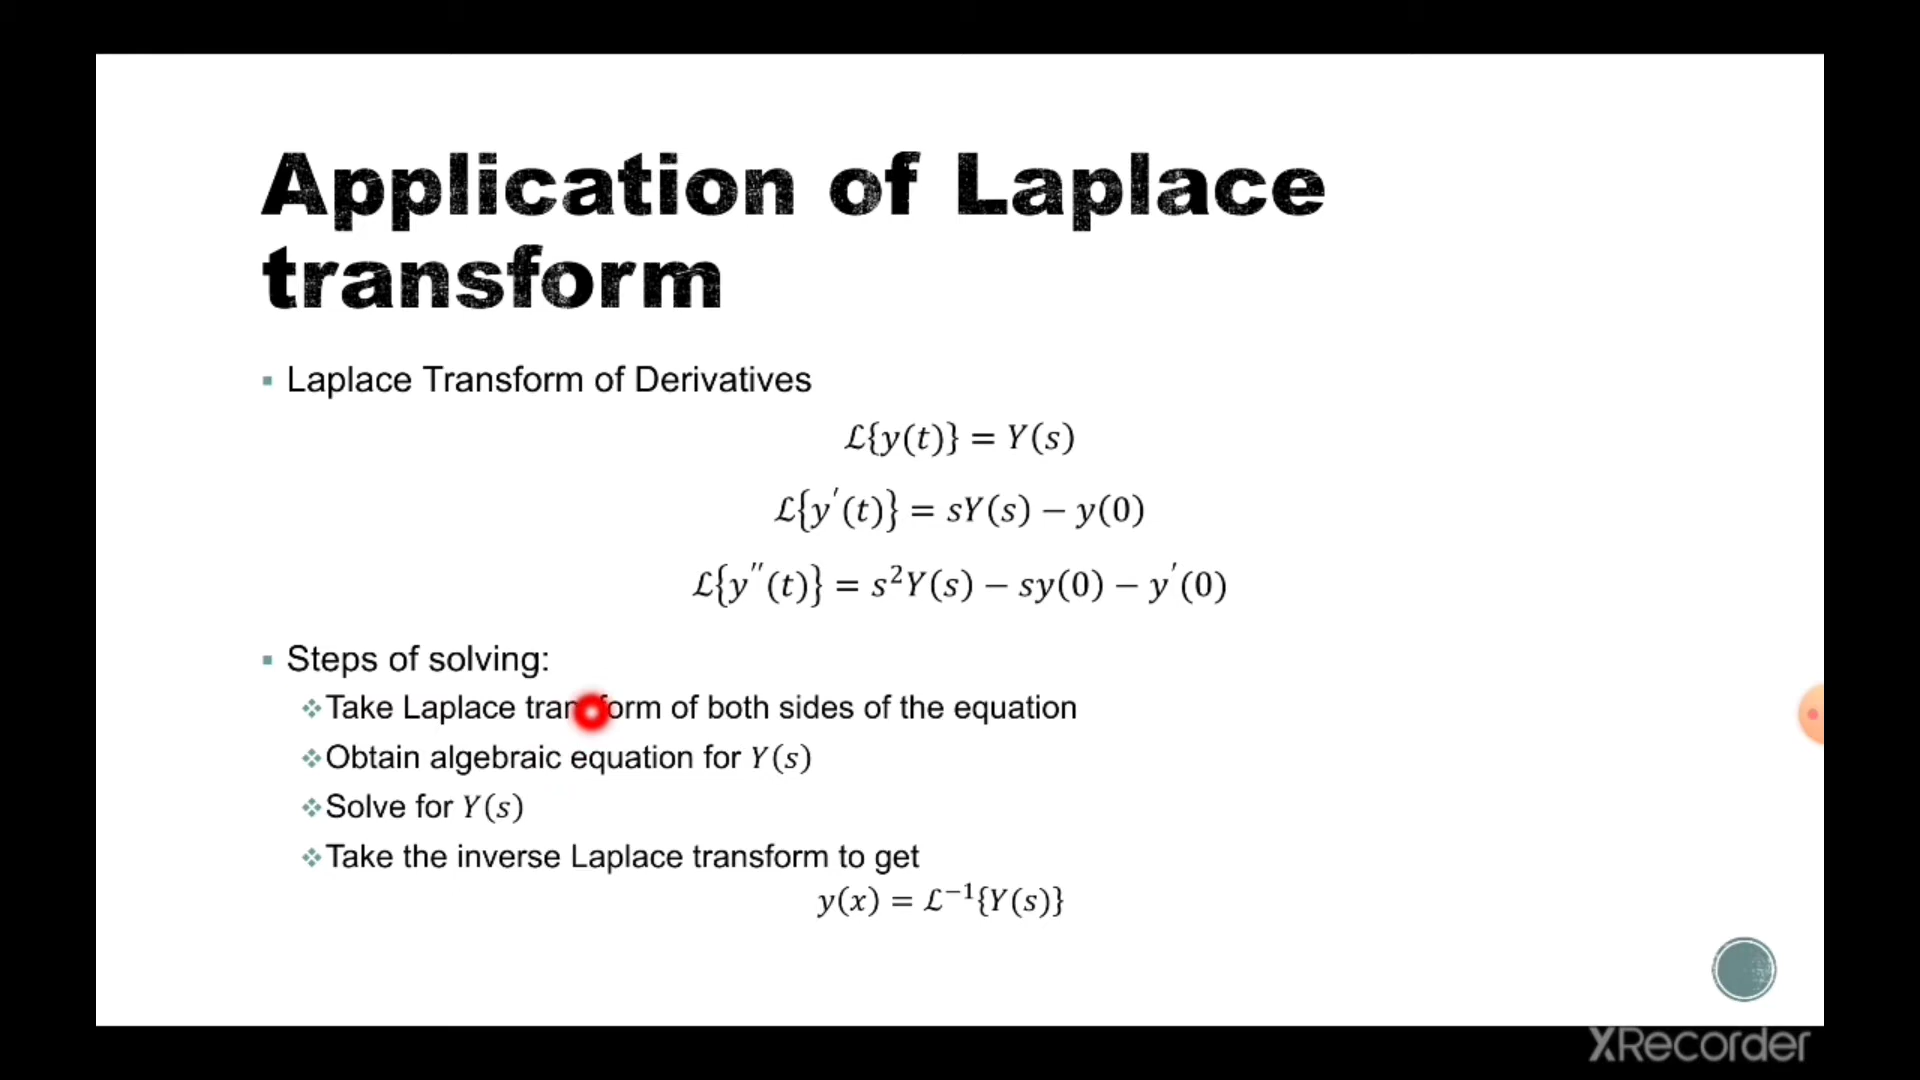 Application of Laplace
transform
▪ Laplace Transform of Derivatives
ℒ{y(t)} = Y(s)
ℒ{y′(t)} = sY(s) − y(0)
ℒ{y″(t)} = s²Y(s) − sy(0) − y′(0)
▪ Steps of solving:
❖Take Laplace transform of both sides of the equation
❖Obtain algebraic equation for Y(s)
❖Solve for Y(s)
❖Take the inverse Laplace transform to get
y(x) = ℒ⁻¹{Y(s)}
XRecorder